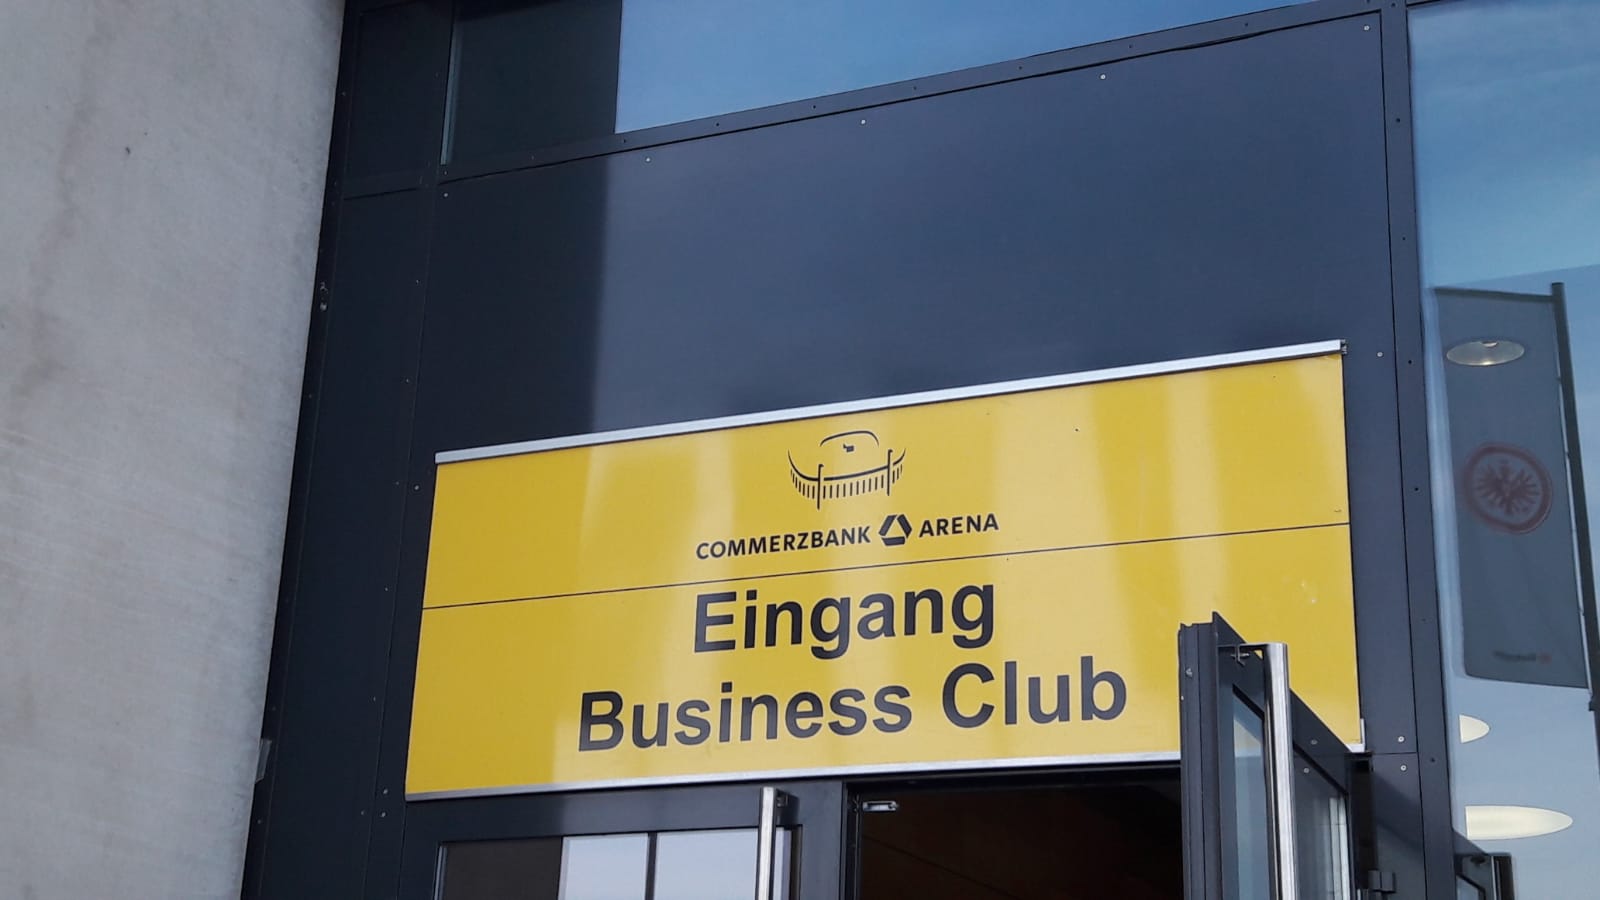 COMMERZBANK ARENA
Eingang
Business Club